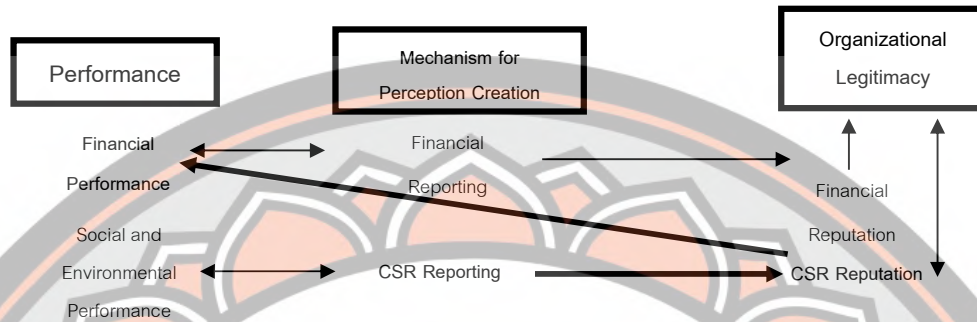 Performance
Mechanism for
Perception Creation
Organizational
Legitimacy
Financial
Performance
Financial
Reporting
Financial
Reputation
Social and
Environmental
Performance
CSR Reporting
CSR Reputation